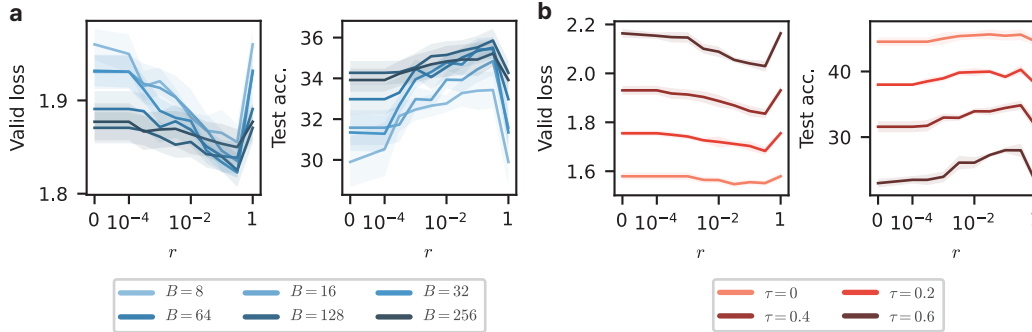 a
b
Valid loss
1.9
1.8
0
10⁻⁴
10⁻²
1
r
Test acc.
36
34
32
30
0
10⁻⁴
10⁻²
1
r
Valid loss
2.2
2.0
1.8
1.6
0
10⁻⁴
10⁻²
1
r
Test acc.
40
30
0
10⁻⁴
10⁻²
1
r
B = 8
B = 16
B = 32
B = 64
B = 128
B = 256
τ = 0
τ = 0.2
τ = 0.4
τ = 0.6